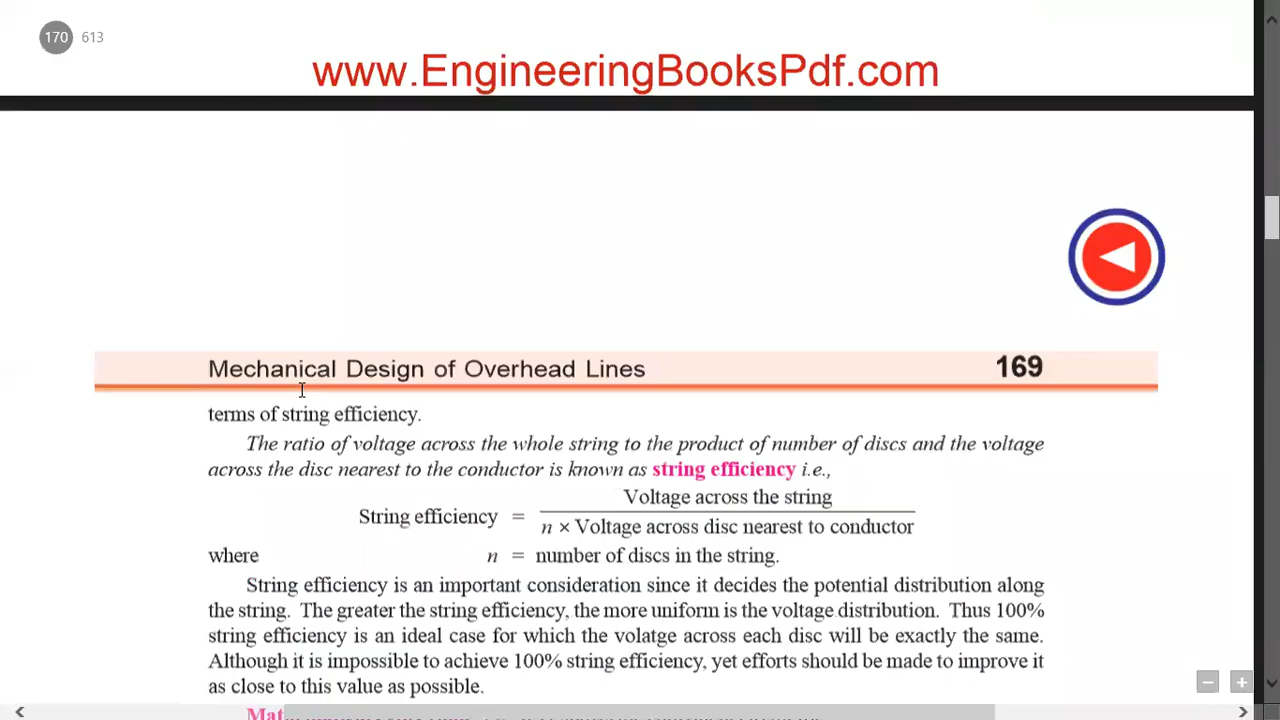 170 613
www.EngineeringBooksPdf.com
Mechanical Design of Overhead Lines 169
terms of string efficiency.
The ratio of voltage across the whole string to the product of number of discs and the voltage
across the disc nearest to the conductor is known as string efficiency i.e.,
Voltage across the string
String efficiency =
n × Voltage across disc nearest to conductor
where n = number of discs in the string.
String efficiency is an important consideration since it decides the potential distribution along
the string. The greater the string efficiency, the more uniform is the voltage distribution. Thus 100%
string efficiency is an ideal case for which the volatge across each disc will be exactly the same.
Although it is impossible to achieve 100% string efficiency, yet efforts should be made to improve it
as close to this value as possible.